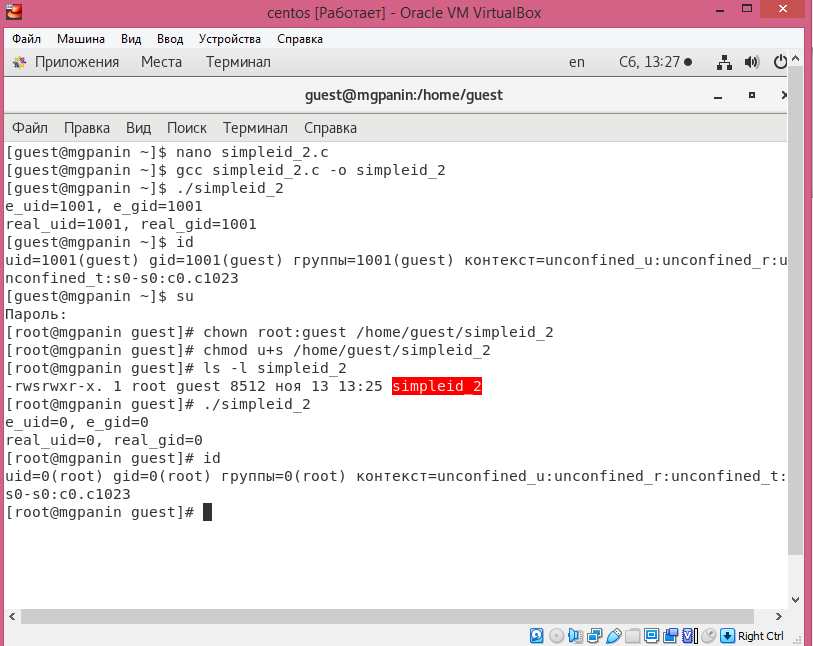 centos [Работает] - Oracle VM VirtualBox
Файл Машина Вид Ввод Устройства Справка
Приложения Места Терминал en Сб, 13:27
guest@mgpanin:/home/guest
Файл Правка Вид Поиск Терминал Справка
[guest@mgpanin ~]$ nano simpleid_2.c
[guest@mgpanin ~]$ gcc simpleid_2.c -o simpleid_2
[guest@mgpanin ~]$ ./simpleid_2
e_uid=1001, e_gid=1001
real_uid=1001, real_gid=1001
[guest@mgpanin ~]$ id
uid=1001(guest) gid=1001(guest) группы=1001(guest) контекст=unconfined_u:unconfined_r:u
nconfined_t:s0-s0:c0.c1023
[guest@mgpanin ~]$ su
Пароль:
[root@mgpanin guest]# chown root:guest /home/guest/simpleid_2
[root@mgpanin guest]# chmod u+s /home/guest/simpleid_2
[root@mgpanin guest]# ls -l simpleid_2
-rwsrwxr-x. 1 root guest 8512 ноя 13 13:25 simpleid_2
[root@mgpanin guest]# ./simpleid_2
e_uid=0, e_gid=0
real_uid=0, real_gid=0
[root@mgpanin guest]# id
uid=0(root) gid=0(root) группы=0(root) контекст=unconfined_u:unconfined_r:unconfined_t:
s0-s0:c0.c1023
[root@mgpanin guest]#
Right Ctrl